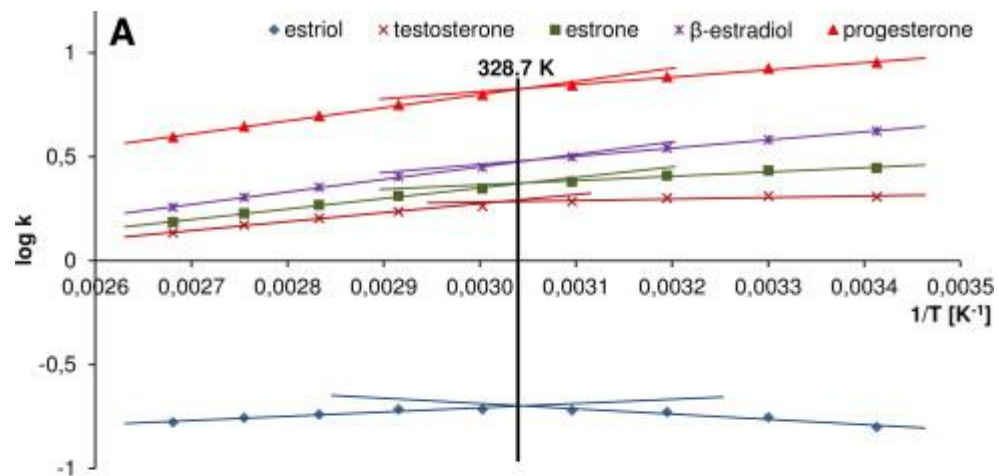 A
estriol testosterone estrone β-estradiol progesterone
328.7 K
1
0,5
0
-0,5
-1
log k
0,0026 0,0027 0,0028 0,0029 0,0030 0,0031 0,0032 0,0033 0,0034 0,0035
1/T [K⁻¹]